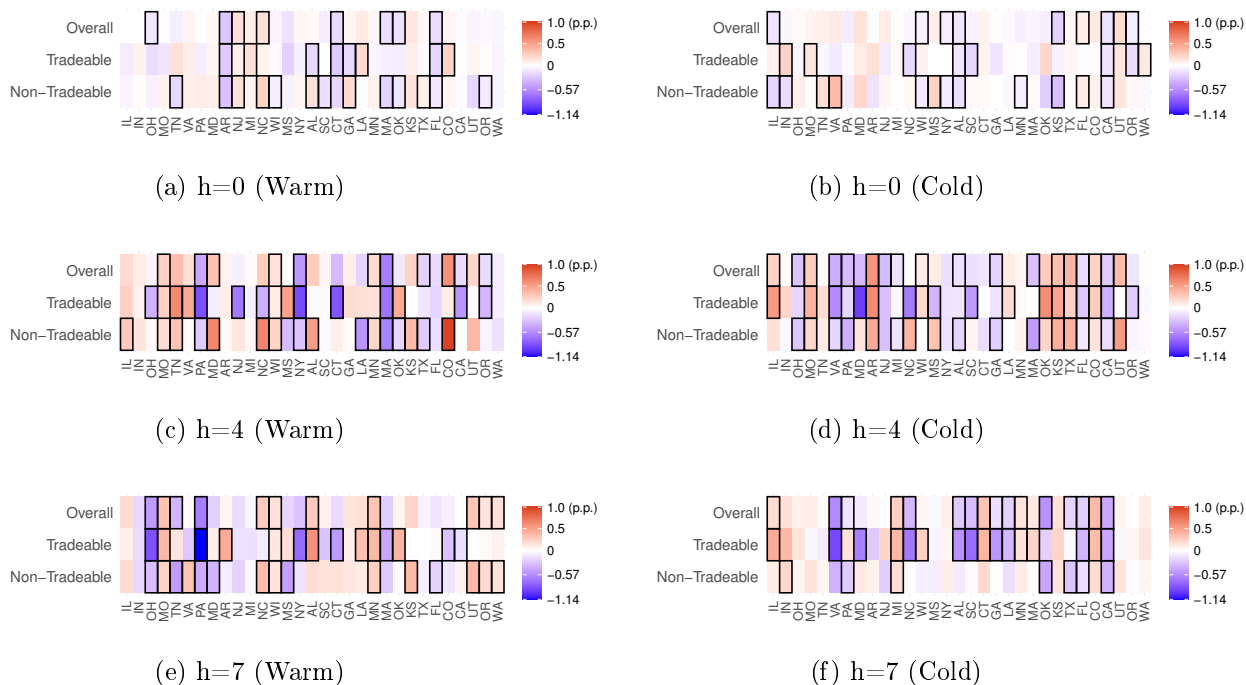 Overall
Tradeable
Non−Tradeable
IL IN OH MO TN VA PA MD AR NJ MI NC WI MS NY AL SC CT GA LA MN MA OK KS TX FL CO CA UT OR WA
1.0 (p.p.)
0.5
0
−0.57
−1.14
(a) h=0 (Warm)
Overall
Tradeable
Non−Tradeable
IL IN OH MO TN VA PA MD AR NJ MI NC WI MS NY AL SC CT GA LA MN MA OK KS TX FL CO CA UT OR WA
1.0 (p.p.)
0.5
0
−0.57
−1.14
(b) h=0 (Cold)
Overall
Tradeable
Non−Tradeable
IL IN OH MO TN VA PA MD AR NJ MI NC WI MS NY AL SC CT GA LA MN MA OK KS TX FL CO CA UT OR WA
1.0 (p.p.)
0.5
0
−0.57
−1.14
(c) h=4 (Warm)
Overall
Tradeable
Non−Tradeable
IL IN OH MO TN VA PA MD AR NJ MI NC WI MS NY AL SC CT GA LA MN MA OK KS TX FL CO CA UT OR WA
1.0 (p.p.)
0.5
0
−0.57
−1.14
(d) h=4 (Cold)
Overall
Tradeable
Non−Tradeable
IL IN OH MO TN VA PA MD AR NJ MI NC WI MS NY AL SC CT GA LA MN MA OK KS TX FL CO CA UT OR WA
1.0 (p.p.)
0.5
0
−0.57
−1.14
(e) h=7 (Warm)
Overall
Tradeable
Non−Tradeable
IL IN OH MO TN VA PA MD AR NJ MI NC WI MS NY AL SC CT GA LA MN MA OK KS TX FL CO CA UT OR WA
1.0 (p.p.)
0.5
0
−0.57
−1.14
(f) h=7 (Cold)